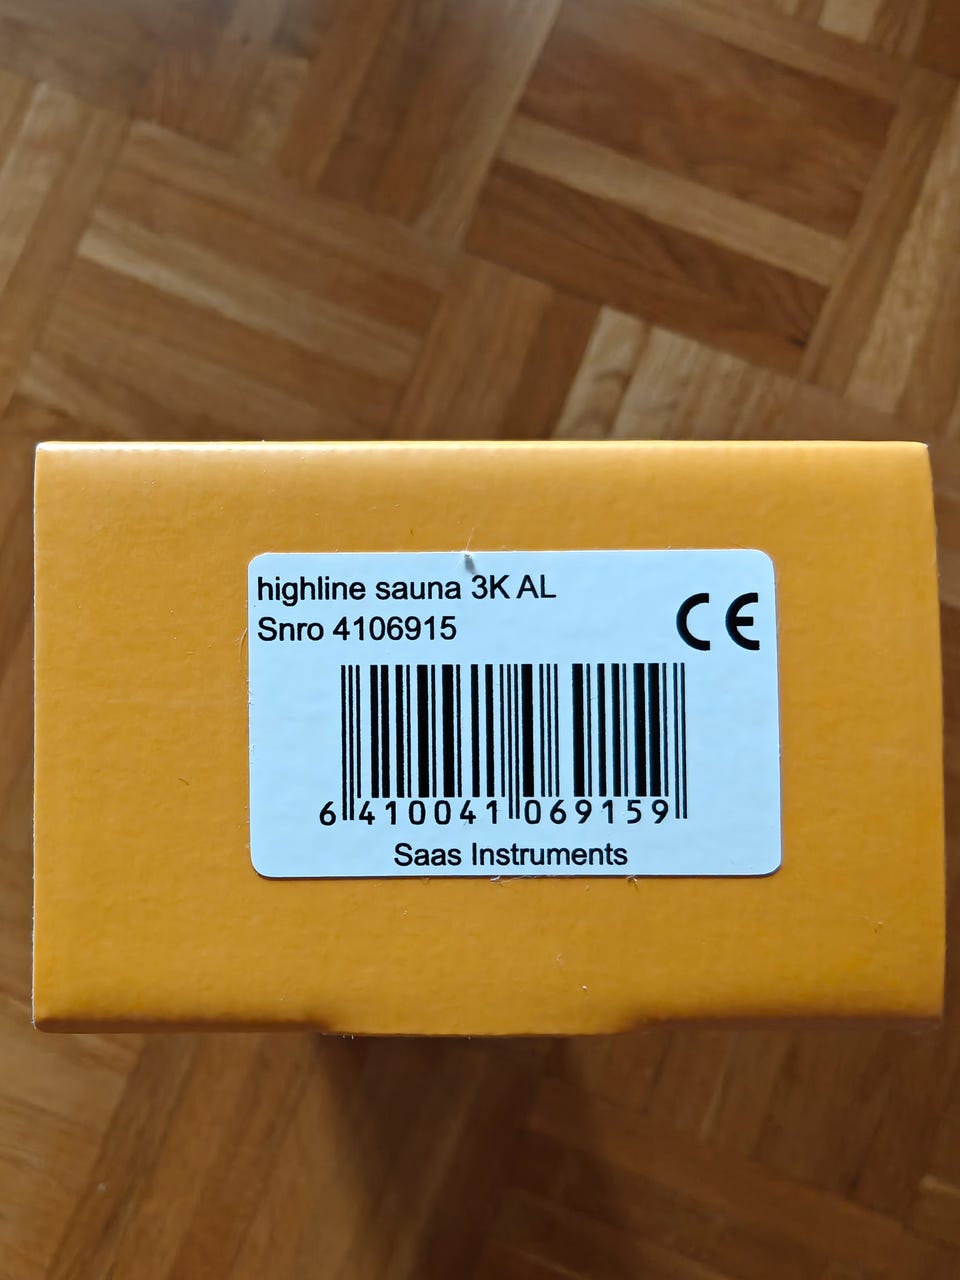 highline sauna 3K AL
Snro 4106915
CE
6 410041 069159
Saas Instruments